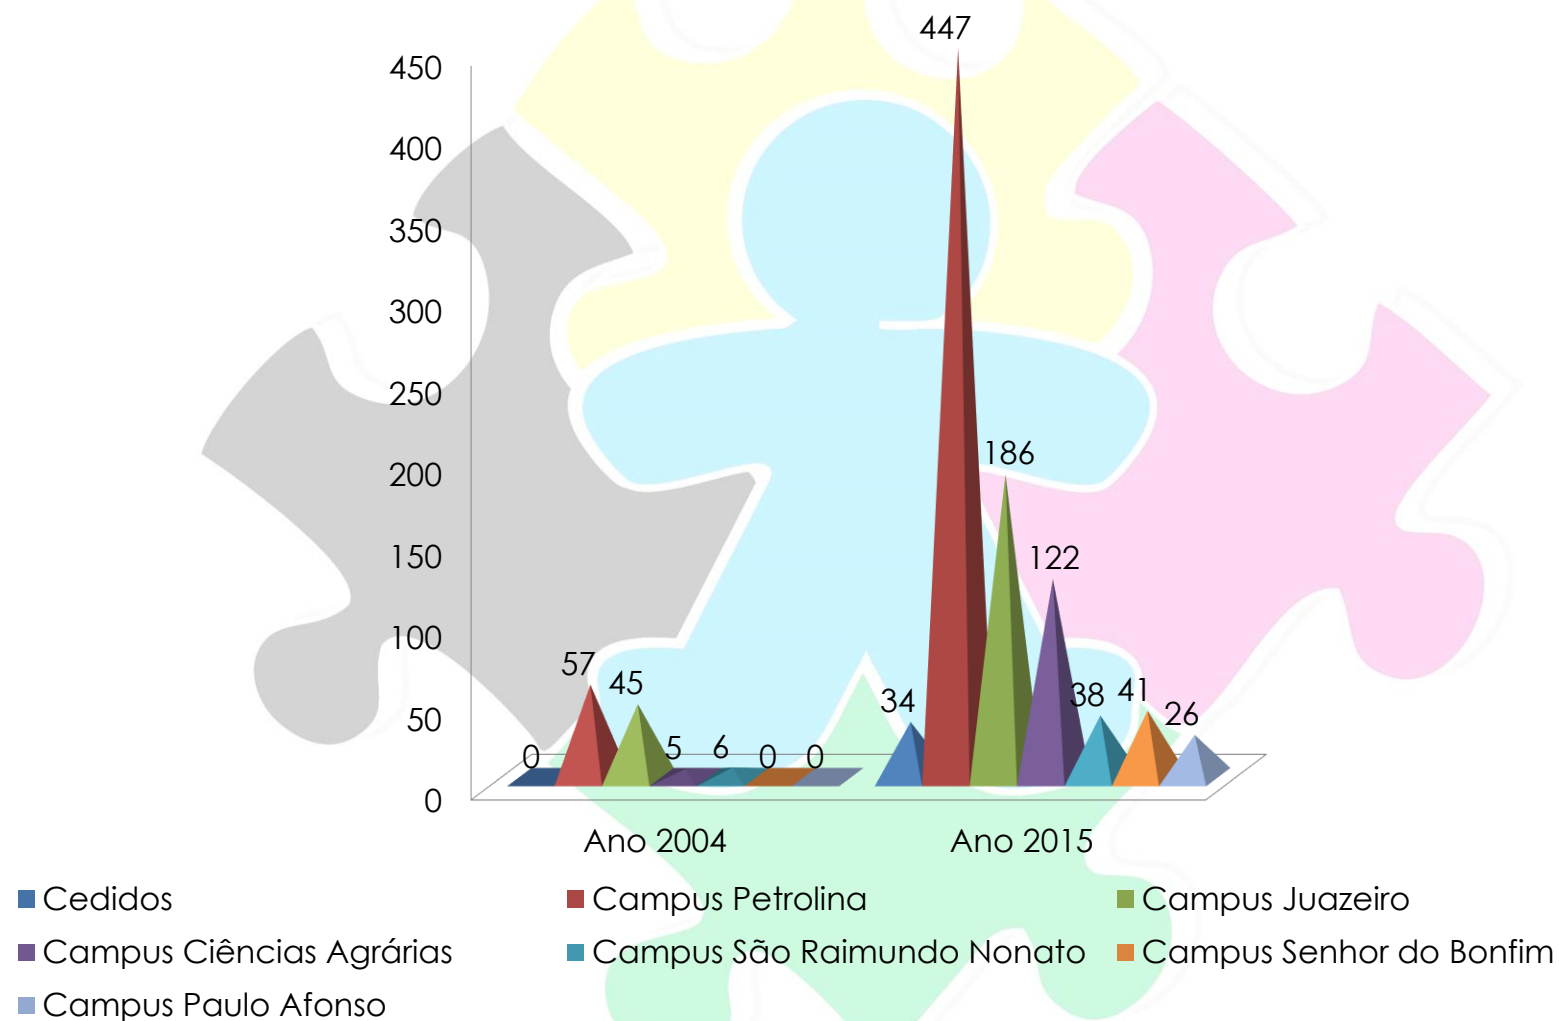 447
450
400
350
300
250
200
150
100
50
0
186
122
57
45
34
38
41
26
0
5
6
0
0
Ano 2004
Ano 2015
Cedidos
Campus Petrolina
Campus Juazeiro
Campus Ciências Agrárias
Campus São Raimundo Nonato
Campus Senhor do Bonfim
Campus Paulo Afonso